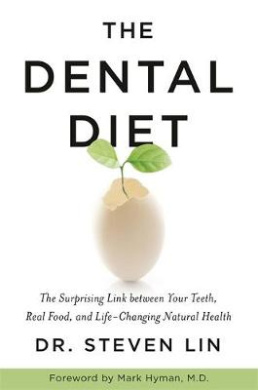 THE
DENTAL
DIET
The Surprising Link between Your Teeth,
Real Food, and Life-Changing Natural Health
DR. STEVEN LIN
Foreword by Mark Hyman, M.D.